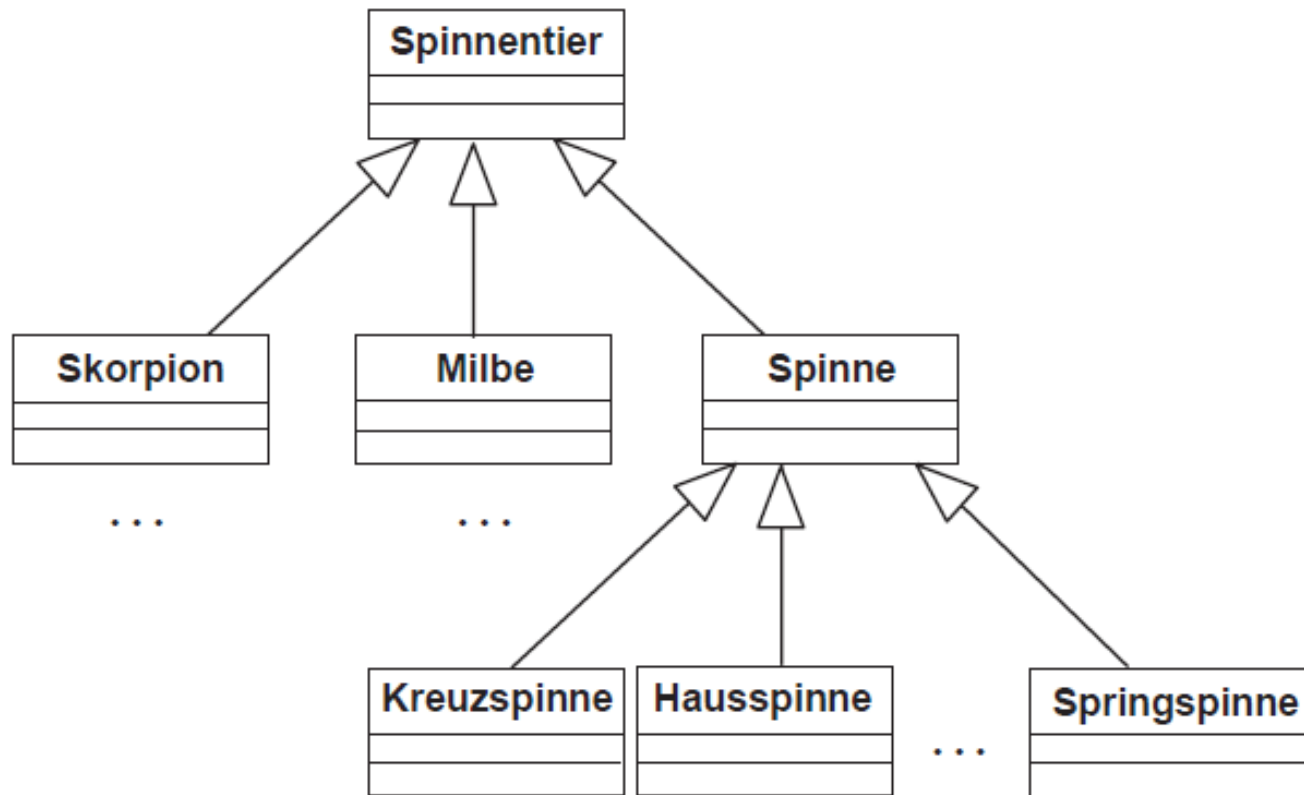 Spinnentier
Skorpion
Milbe
Spinne
. . .
. . .
Kreuzspinne
Hausspinne
. . .
Springspinne